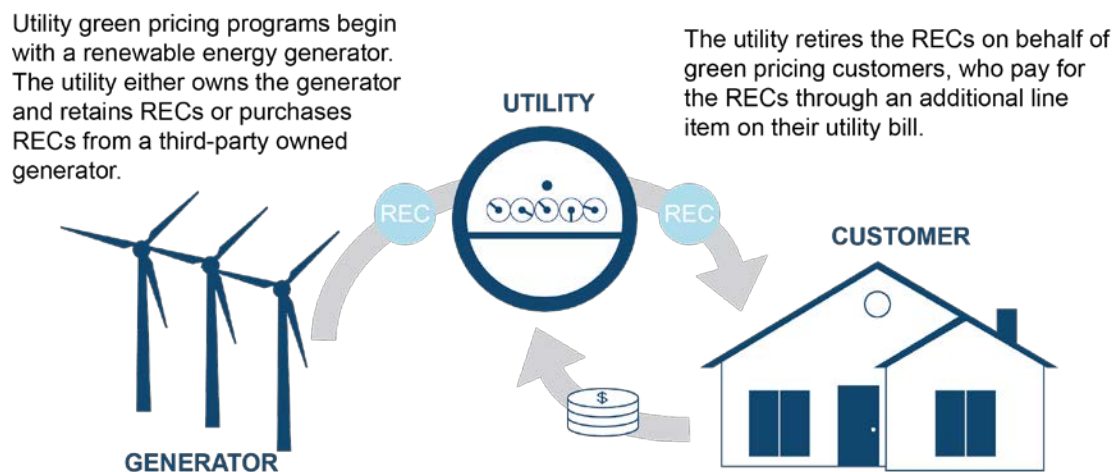 Utility green pricing programs begin
with a renewable energy generator.
The utility either owns the generator
and retains RECs or purchases
RECs from a third-party owned
generator.
The utility retires the RECs on behalf of
green pricing customers, who pay for
the RECs through an additional line
item on their utility bill.
UTILITY
REC
REC
CUSTOMER
$
GENERATOR